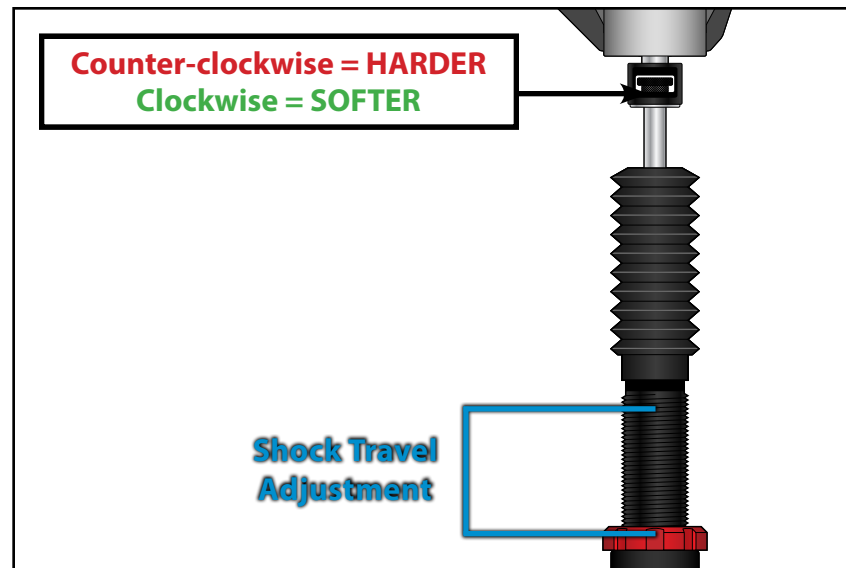 Counter-clockwise = HARDER
Clockwise = SOFTER
Shock Travel
Adjustment